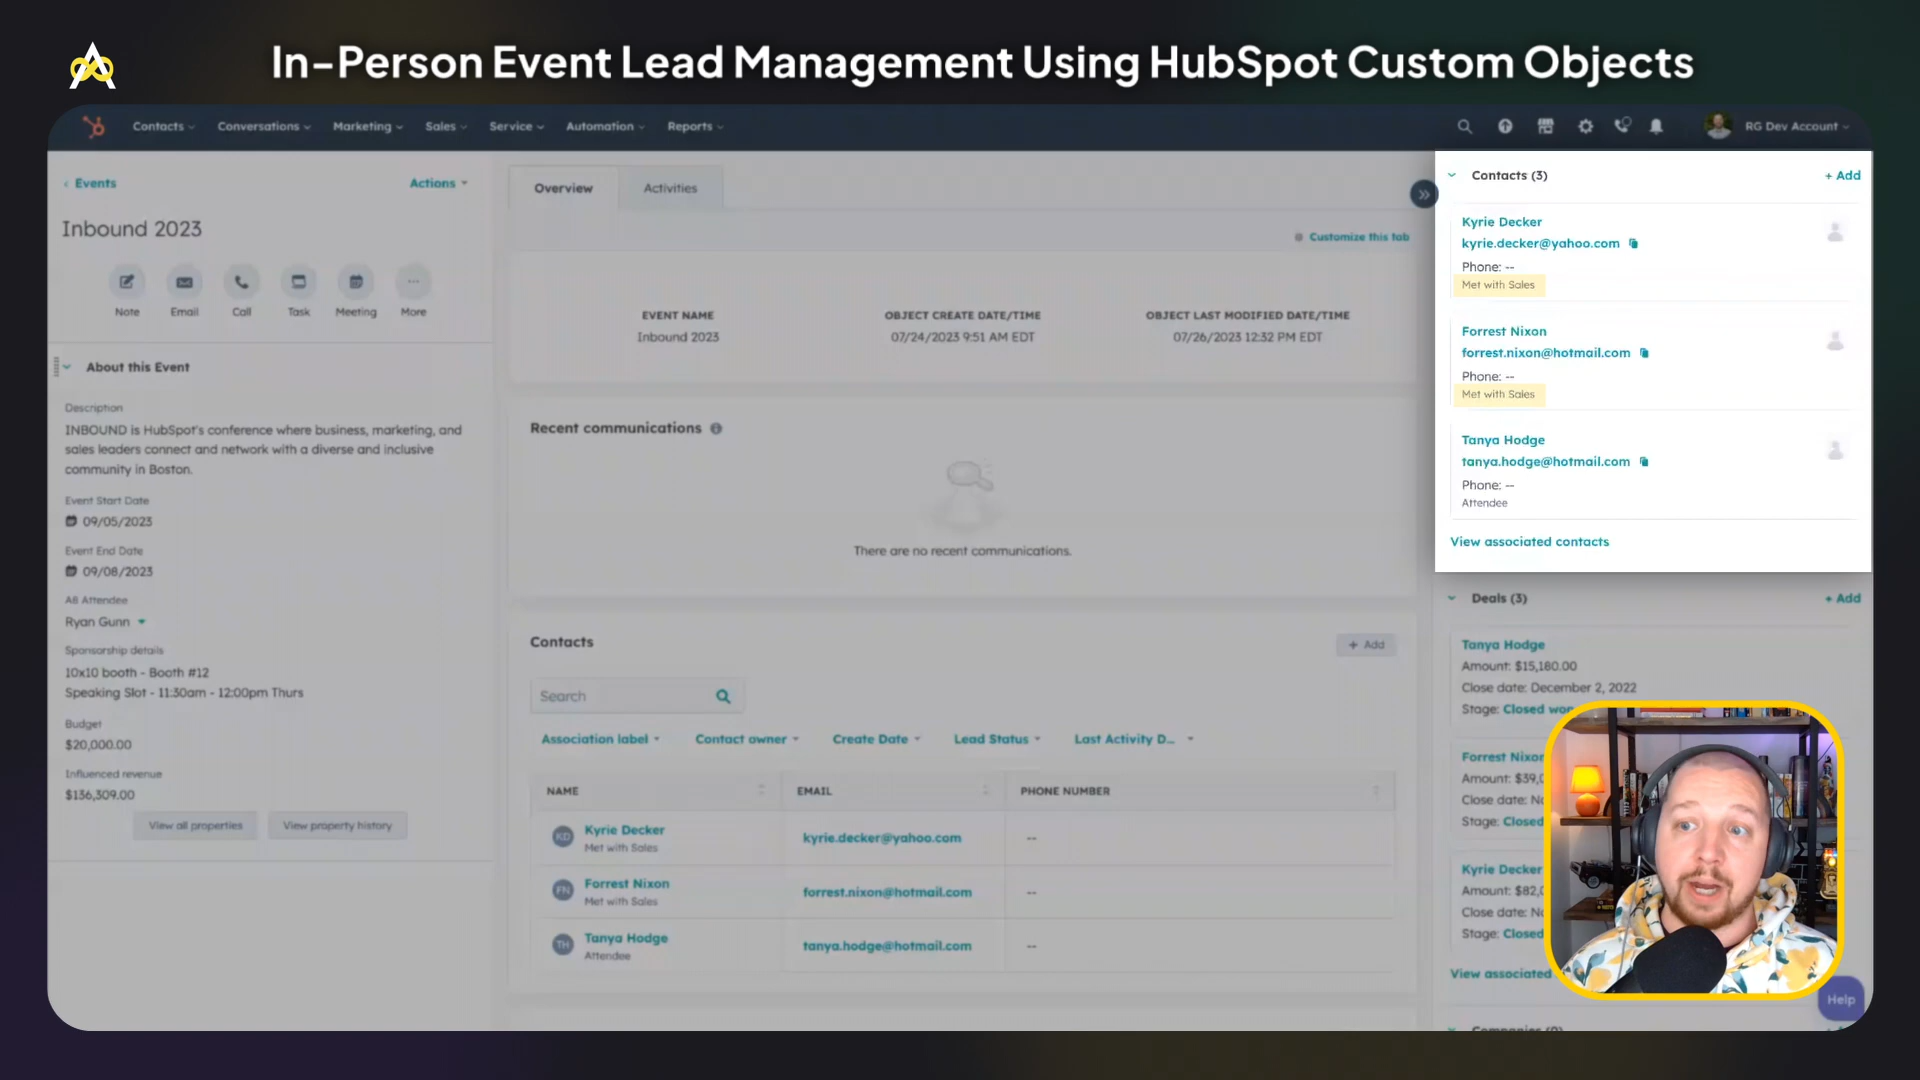 In-Person Event Lead Management Using HubSpot Custom Objects
Contacts
Conversations
Marketing
Sales
Service
Automation
Reports
RG Dev Account
Events
Actions
Inbound 2023
Note
Email
Call
Task
Meeting
More
About this Event
Description
INBOUND is HubSpot's conference where business, marketing, and
sales leaders connect and network with a diverse and inclusive
community in Boston.
Event Start Date
09/05/2023
Event End Date
09/08/2023
AB Attendee
Ryan Gunn
Sponsorship details
10x10 booth - Booth #12
Speaking Slot - 11:30am - 12:00pm Thurs
Budget
$20,000.00
Influenced revenue
$136,309.00
View all properties
View property history
Overview
Activities
Customize this tab
EVENT NAME
Inbound 2023
OBJECT CREATE DATE/TIME
07/24/2023 9:51 AM EDT
OBJECT LAST MODIFIED DATE/TIME
07/26/2023 12:32 PM EDT
Recent communications
There are no recent communications.
Contacts
+ Add
Search
Association label
Contact owner
Create Date
Lead Status
Last Activity D...
NAME
EMAIL
PHONE NUMBER
KD
Kyrie Decker
Met with Sales
kyrie.decker@yahoo.com
--
FN
Forrest Nixon
Met with Sales
forrest.nixon@hotmail.com
--
TH
Tanya Hodge
Attendee
tanya.hodge@hotmail.com
--
Contacts (3)
+ Add
Kyrie Decker
kyrie.decker@yahoo.com
Phone: --
Met with Sales
Forrest Nixon
forrest.nixon@hotmail.com
Phone: --
Met with Sales
Tanya Hodge
tanya.hodge@hotmail.com
Phone: --
Attendee
View associated contacts
Deals (3)
+ Add
Tanya Hodge
Amount: $15,180.00
Close date: December 2, 2022
Stage: Closed won
Forrest Nixon
Amount: $39,
Close date: No
Stage: Closed
Kyrie Decker
Amount: $82,
Close date: No
Stage: Closed
View associated
Help
Companies (0)